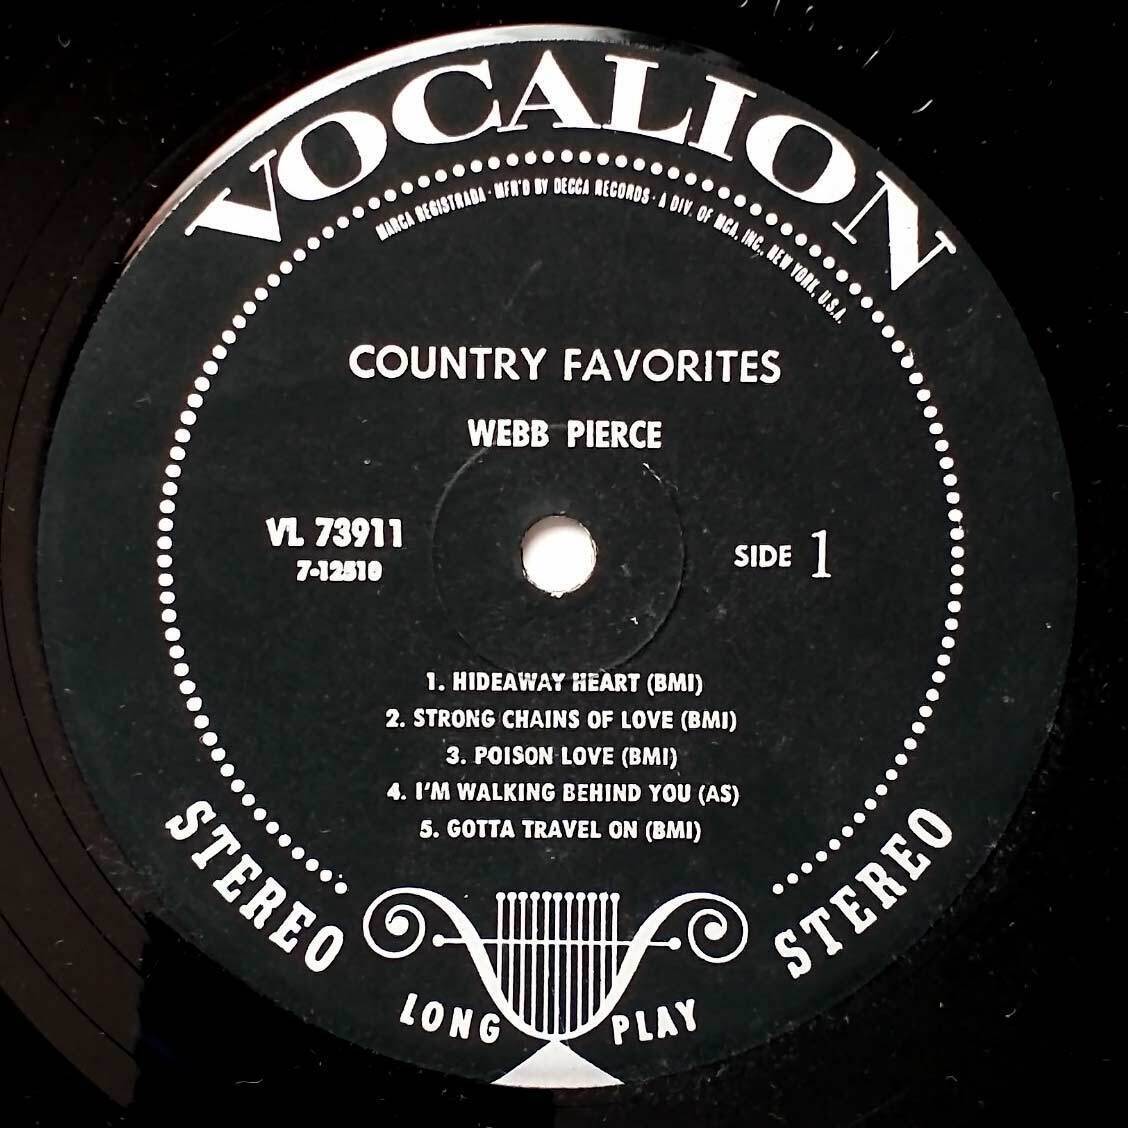 VOCALION
MARCA REGISTRADA · MFR'D BY DECCA RECORDS · A DIV. OF MCA, INC., NEW YORK, U.S.A.
COUNTRY FAVORITES
WEBB PIERCE
VL 73911
7-12510
SIDE 1
1. HIDEAWAY HEART (BMI)
2. STRONG CHAINS OF LOVE (BMI)
3. POISON LOVE (BMI)
4. I'M WALKING BEHIND YOU (AS)
5. GOTTA TRAVEL ON (BMI)
STEREO
STEREO
LONG PLAY